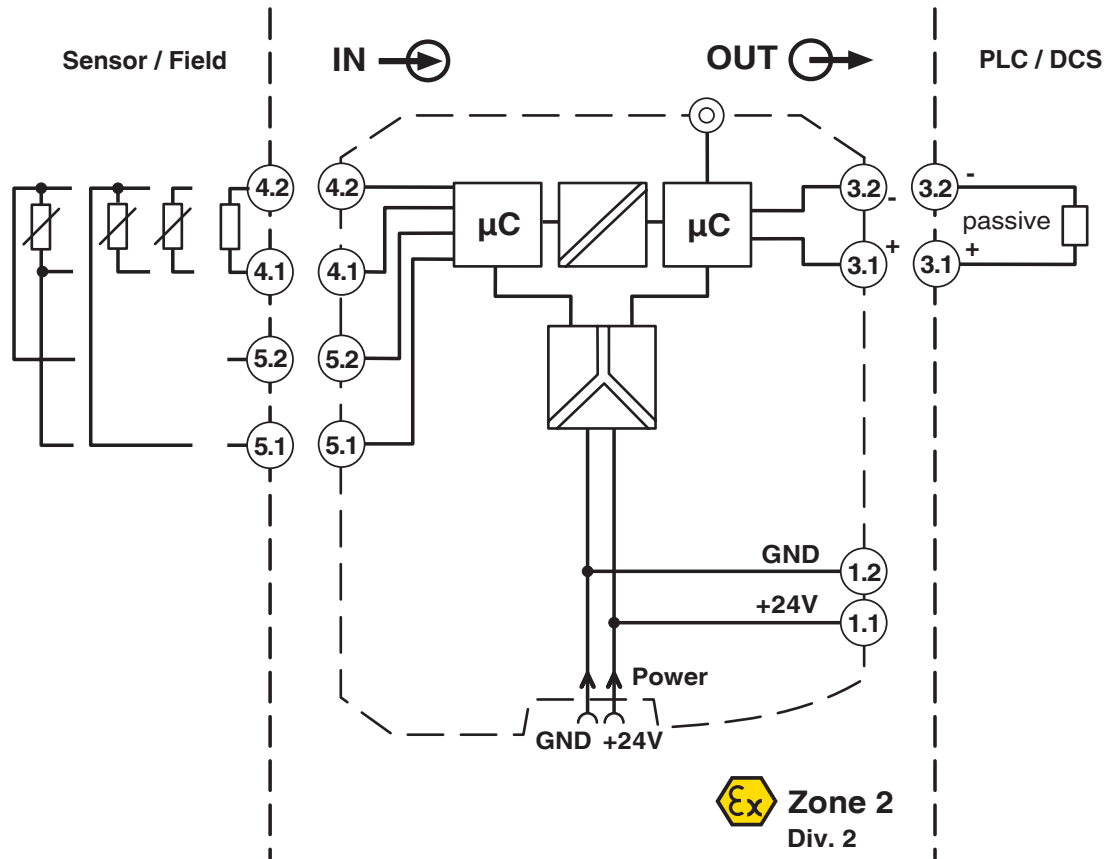 Sensor / Field
IN
OUT
PLC / DCS
4.2
4.2
µC
µC
3.2
-
3.2
-
passive
4.1
4.1
3.1
+
3.1
+
5.2
5.2
5.1
5.1
GND
1.2
+24V
1.1
Power
GND +24V
Ex Zone 2
Div. 2